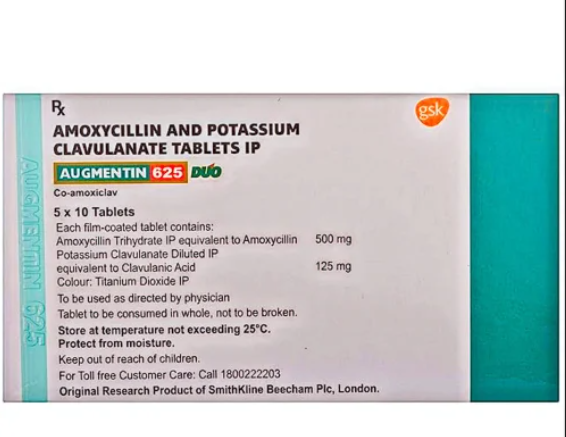 ℞
gsk
AMOXYCILLIN AND POTASSIUM
CLAVULANATE TABLETS IP
AUGMENTIN 625 DUO
Co-amoxiclav
5 x 10 Tablets
Each film-coated tablet contains:
Amoxycillin Trihydrate IP equivalent to Amoxycillin 500 mg
Potassium Clavulanate Diluted IP
equivalent to Clavulanic Acid 125 mg
Colour: Titanium Dioxide IP
To be used as directed by physician
Tablet to be consumed in whole, not to be broken.
Store at temperature not exceeding 25°C.
Protect from moisture.
Keep out of reach of children.
For Toll free Customer Care: Call 1800222203
Original Research Product of SmithKline Beecham Plc, London.
AUGMENTIN 625